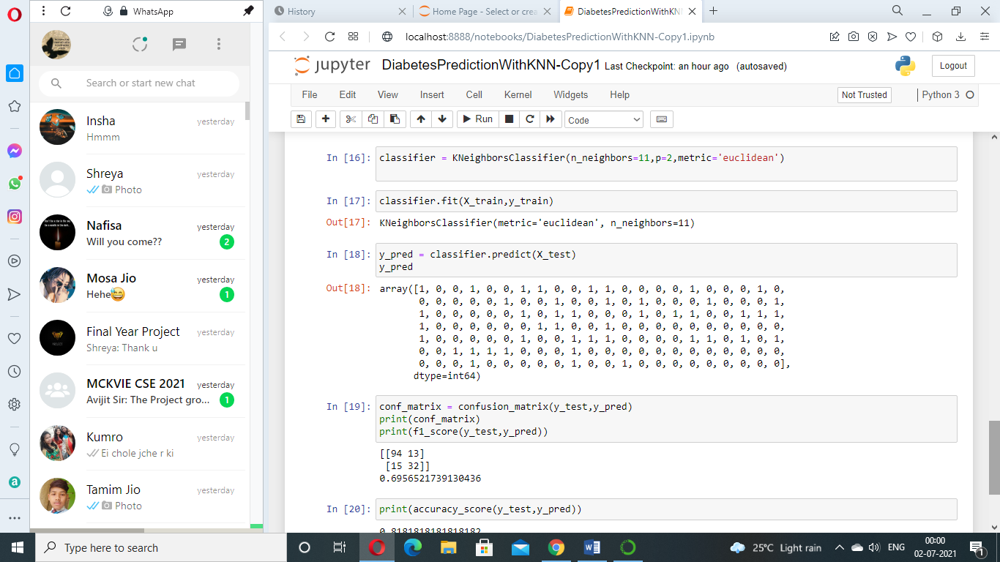 WhatsApp
History
Home Page - Select or crea
DiabetesPredictionWithKNN
localhost:8888/notebooks/DiabetesPredictionWithKNN-Copy1.ipynb
Search or start new chat
Insha yesterday
Hmmm
Shreya yesterday
Photo
Nafisa yesterday
Will you come?? 2
Mosa Jio yesterday
Hehe😅 1
Final Year Project yesterday
Shreya: Thank u
MCKVIE CSE 2021 yesterday
Avijit Sir: The Project gro... 1
Kumro yesterday
Ei chole jche r ki
Tamim Jio yesterday
Photo
jupyter DiabetesPredictionWithKNN-Copy1 Last Checkpoint: an hour ago (autosaved)
Logout
File Edit View Insert Cell Kernel Widgets Help
Not Trusted Python 3
Run Code
In [16]: classifier = KNeighborsClassifier(n_neighbors=11,p=2,metric='euclidean')
In [17]: classifier.fit(X_train,y_train)
Out[17]: KNeighborsClassifier(metric='euclidean', n_neighbors=11)
In [18]: y_pred = classifier.predict(X_test)
y_pred
Out[18]: array([1, 0, 0, 1, 0, 0, 1, 1, 0, 0, 1, 1, 0, 0, 0, 0, 1, 0, 0, 0, 1, 0,
0, 0, 0, 0, 0, 1, 0, 0, 1, 0, 0, 1, 0, 1, 0, 0, 0, 1, 0, 0, 0, 1,
1, 0, 0, 0, 0, 0, 1, 0, 1, 1, 0, 0, 0, 1, 0, 1, 1, 0, 0, 1, 1, 1,
1, 0, 0, 0, 0, 0, 0, 1, 1, 0, 0, 1, 0, 0, 0, 0, 0, 0, 0, 0, 0, 0,
1, 0, 0, 0, 0, 0, 1, 0, 0, 1, 1, 1, 0, 0, 0, 0, 1, 1, 0, 1, 0, 1,
0, 0, 1, 1, 1, 1, 0, 0, 0, 1, 0, 0, 0, 0, 0, 0, 0, 0, 0, 0, 0, 0,
0, 0, 0, 1, 0, 0, 0, 0, 0, 1, 0, 0, 1, 0, 0, 0, 0, 0, 0, 0, 0, 0],
dtype=int64)
In [19]: conf_matrix = confusion_matrix(y_test,y_pred)
print(conf_matrix)
print(f1_score(y_test,y_pred))
[[94 13]
[15 32]]
0.6956521739130436
In [20]: print(accuracy_score(y_test,y_pred))
0.8181818181818182
Type here to search
25°C Light rain
ENG
00:00
02-07-2021
1